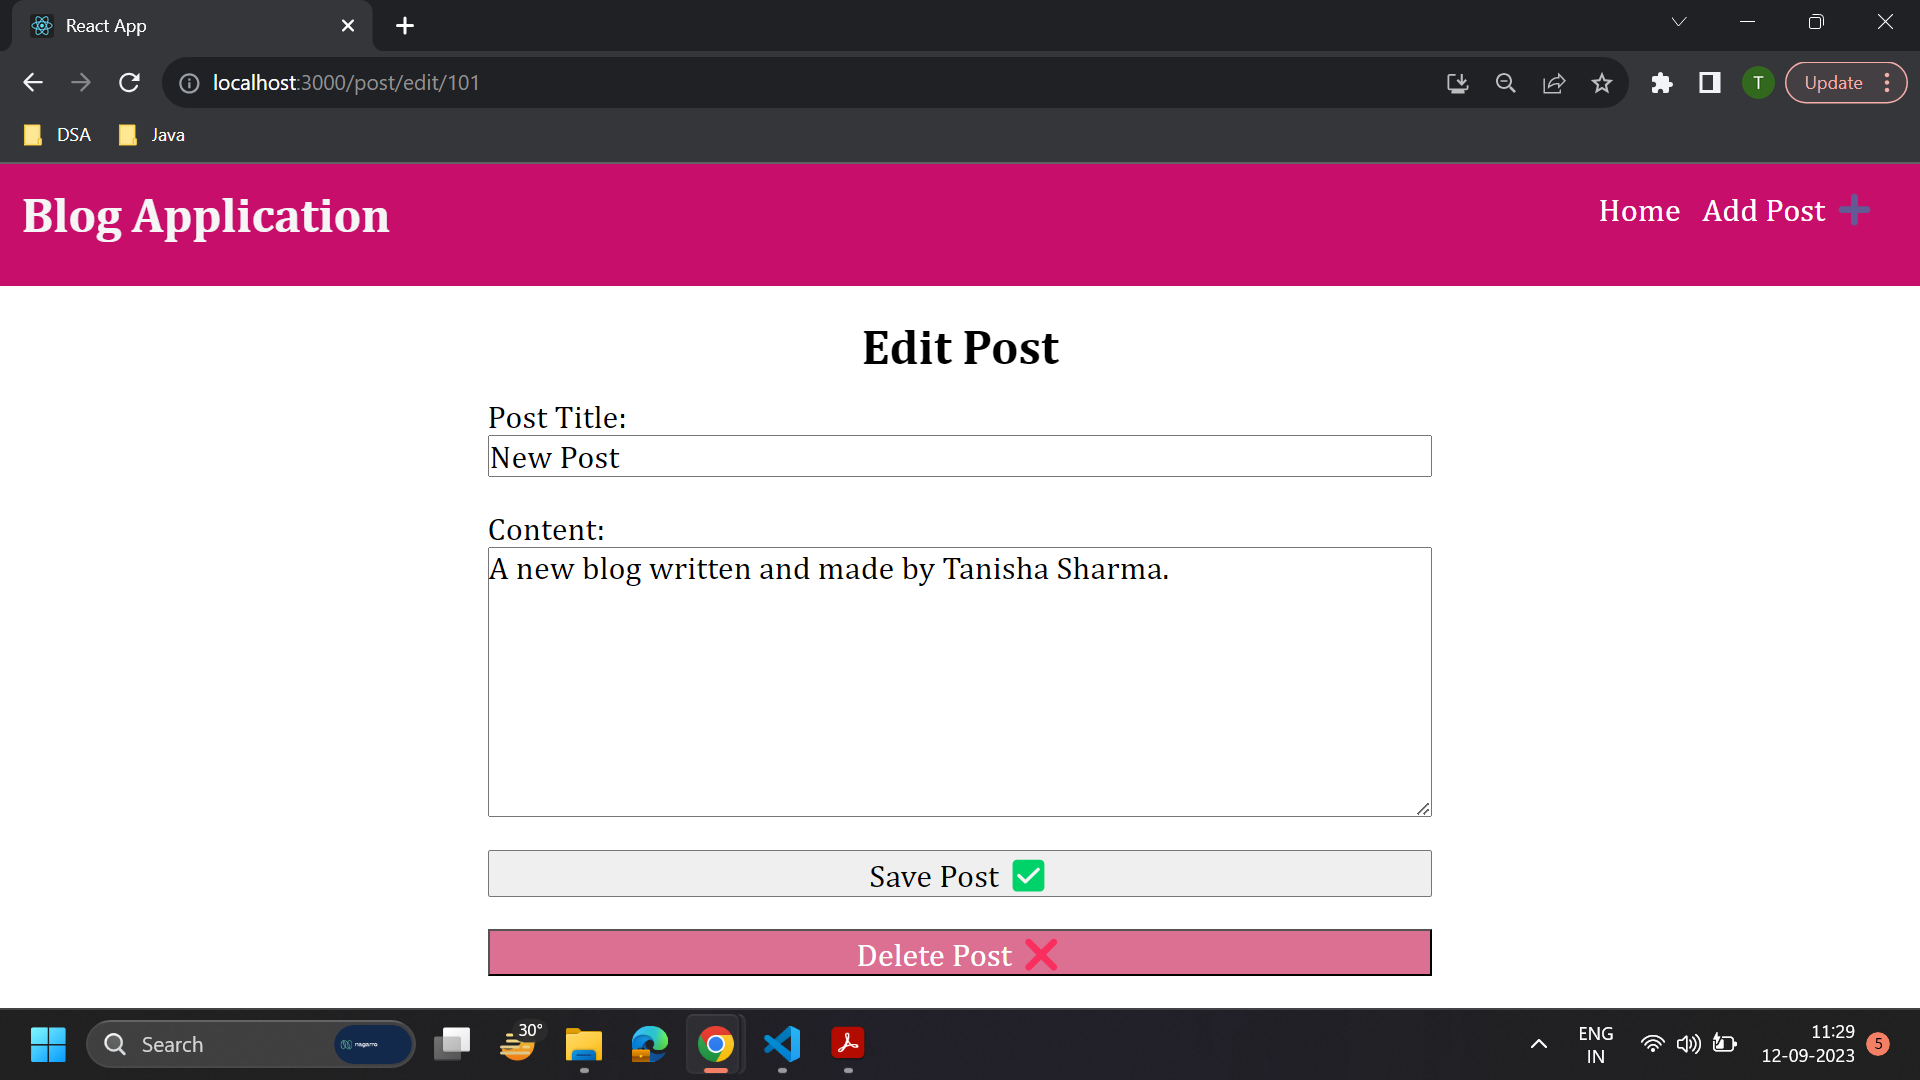 React App
localhost:3000/post/edit/101
T
Update
DSA
Java
Blog Application
Home
Add Post ➕
Edit Post
Post Title:
New Post
Content:
A new blog written and made by Tanisha Sharma.
Save Post ✅
Delete Post ❌
Search
nagarro
30°
ENG
IN
11:29
12-09-2023
5